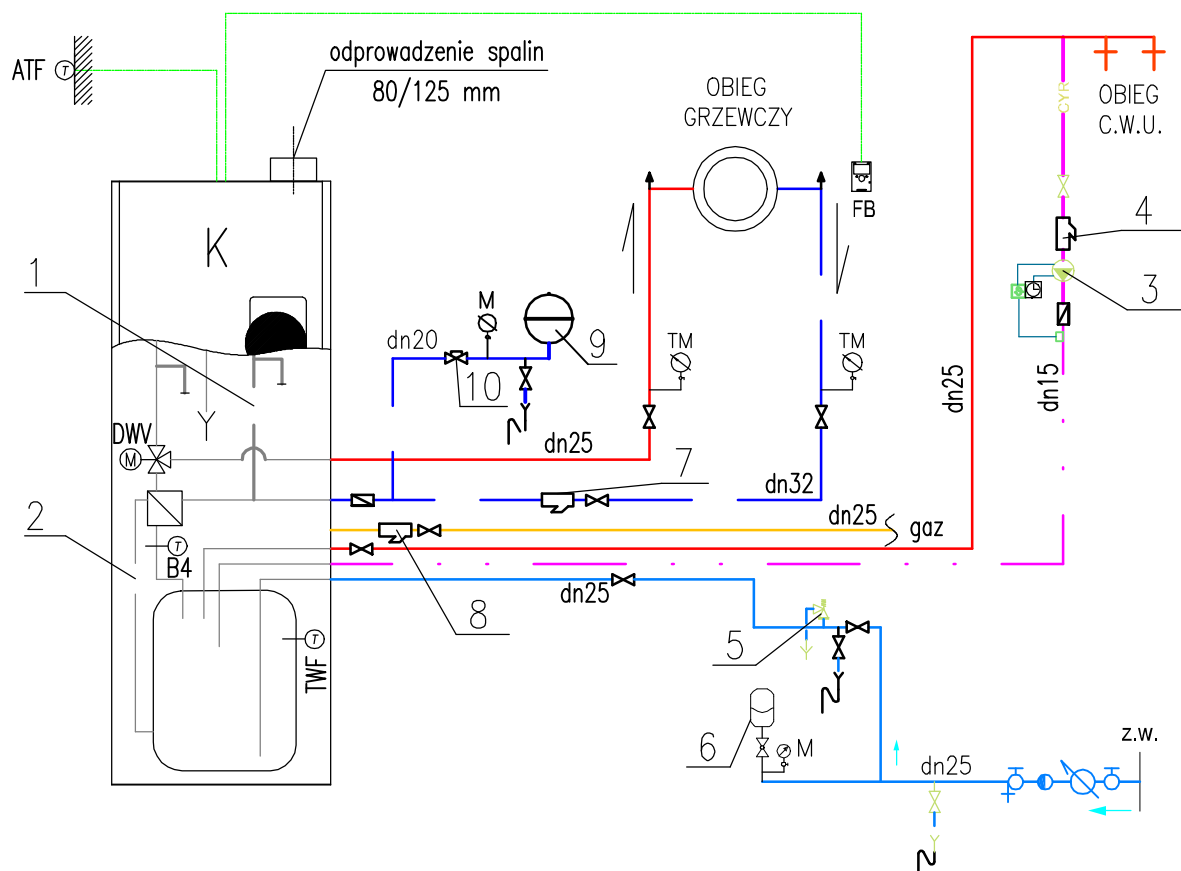 ATF
T
odprowadzenie spalin
80/125 mm
OBIEG
GRZEWCZY
OBIEG
C.W.U.
CYR
K
FB
1
M
dn20
9
10
TM
TM
4
3
dn25
dn15
DWV
M
dn25
7
dn32
2
T
B4
dn25
gaz
8
dn25
T
TWF
5
6
M
dn25
z.w.